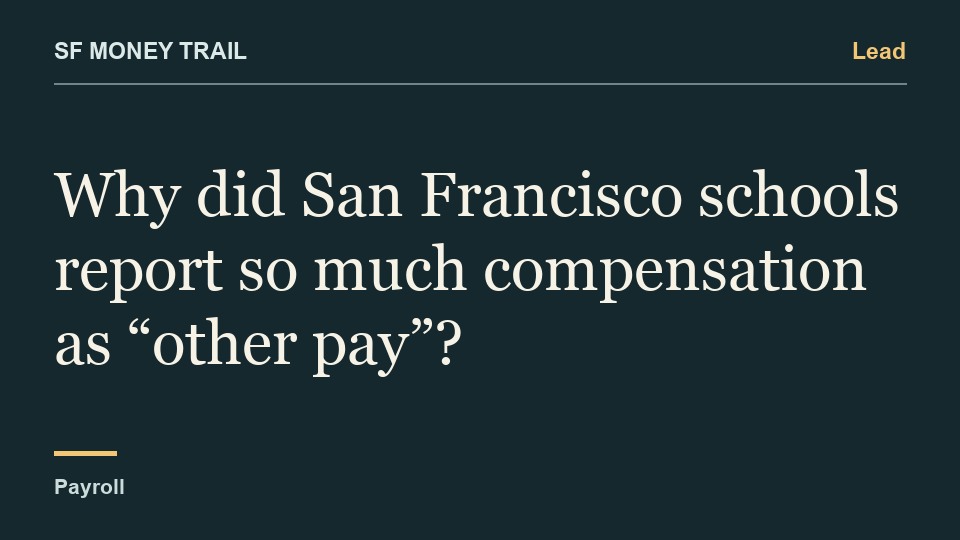 SF MONEY TRAIL
Lead
Why did San Francisco schools
report so much compensation
as “other pay”?
Payroll